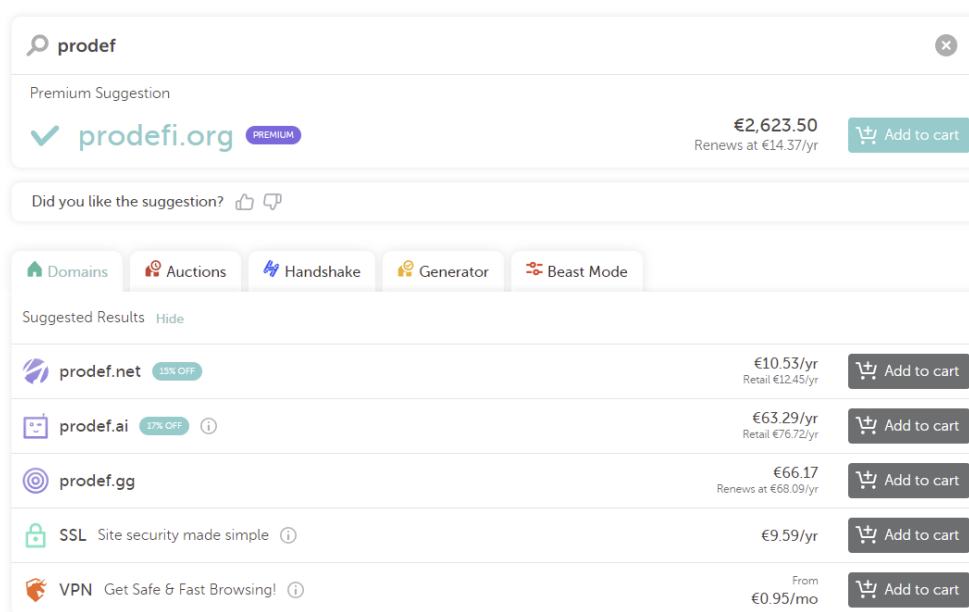 prodef
Premium Suggestion
prodefi.org PREMIUM
€2,623.50
Renews at €14.37/yr
Add to cart
Did you like the suggestion?
Domains
Auctions
Handshake
Generator
Beast Mode
Suggested Results Hide
prodef.net 15% OFF
€10.53/yr
Retail €12.45/yr
Add to cart
prodef.ai 17% OFF
€63.29/yr
Retail €76.72/yr
Add to cart
prodef.gg
€66.17
Renews at €68.09/yr
Add to cart
SSL Site security made simple
€9.59/yr
Add to cart
VPN Get Safe & Fast Browsing!
From
€0.95/mo
Add to cart